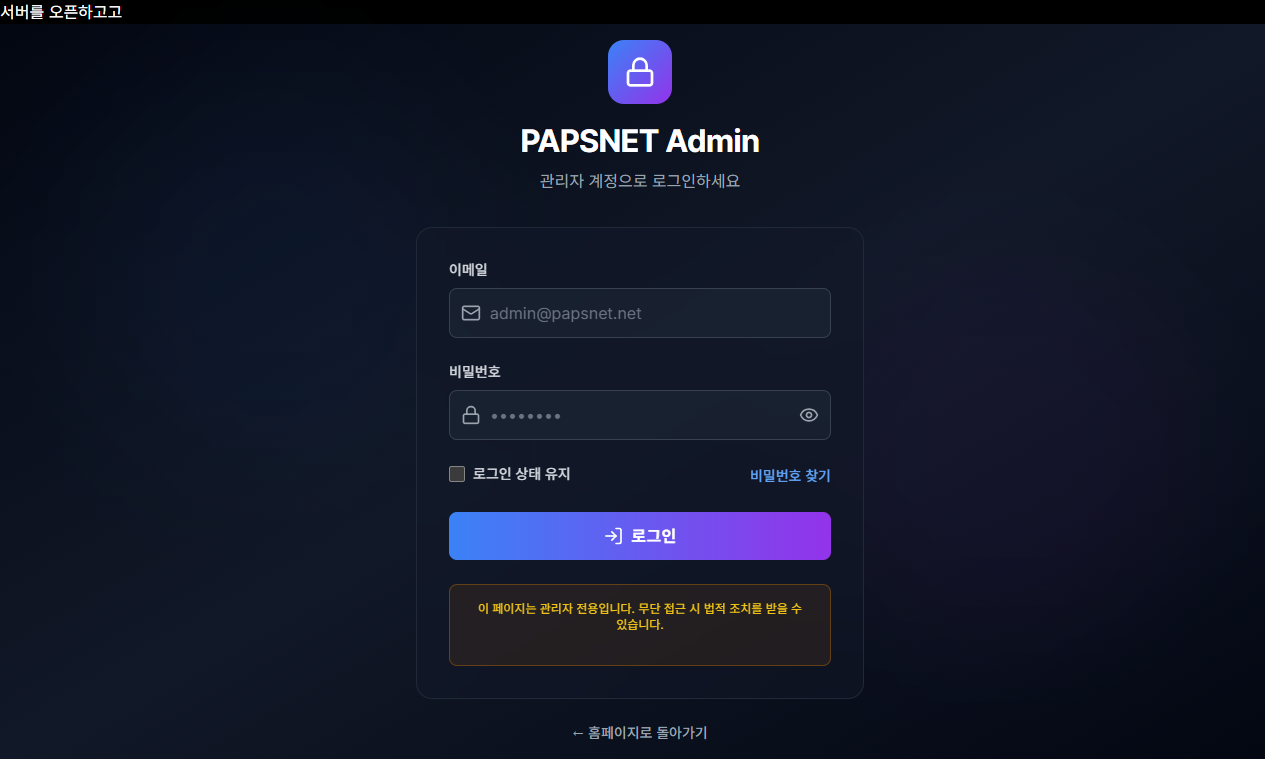 서버를 오픈하고고
PAPSNET Admin
관리자 계정으로 로그인하세요
이메일
admin@papsnet.net
비밀번호
••••••••
로그인 상태 유지
비밀번호 찾기
로그인
이 페이지는 관리자 전용입니다. 무단 접근 시 법적 조치를 받을 수
있습니다.
← 홈페이지로 돌아가기